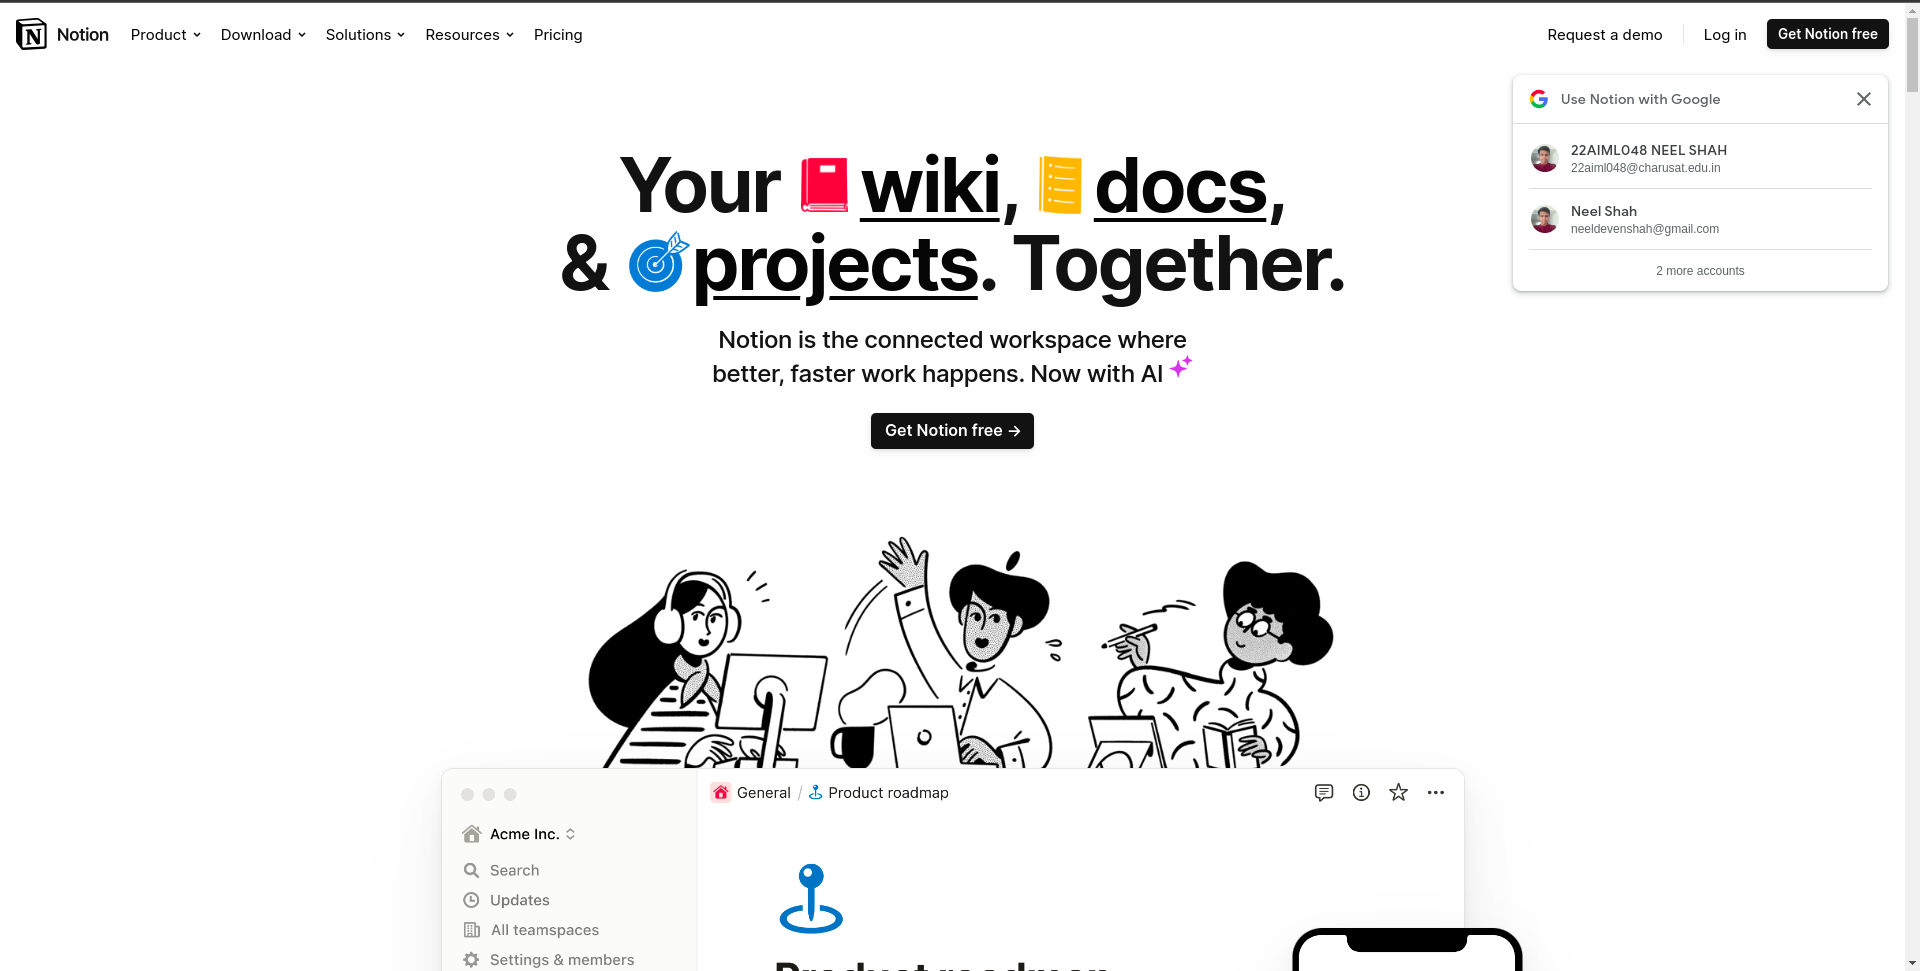 Notion Product Download Solutions Resources Pricing Request a demo Log in Get Notion free
Use Notion with Google
22AIML048 NEEL SHAH
22aiml048@charusat.edu.in
Neel Shah
neeldevenshah@gmail.com
2 more accounts
Your wiki, docs,
& projects. Together.
Notion is the connected workspace where
better, faster work happens. Now with AI
Get Notion free →
General / Product roadmap
Acme Inc.
Search
Updates
All teamspaces
Settings & members
Product roadmap